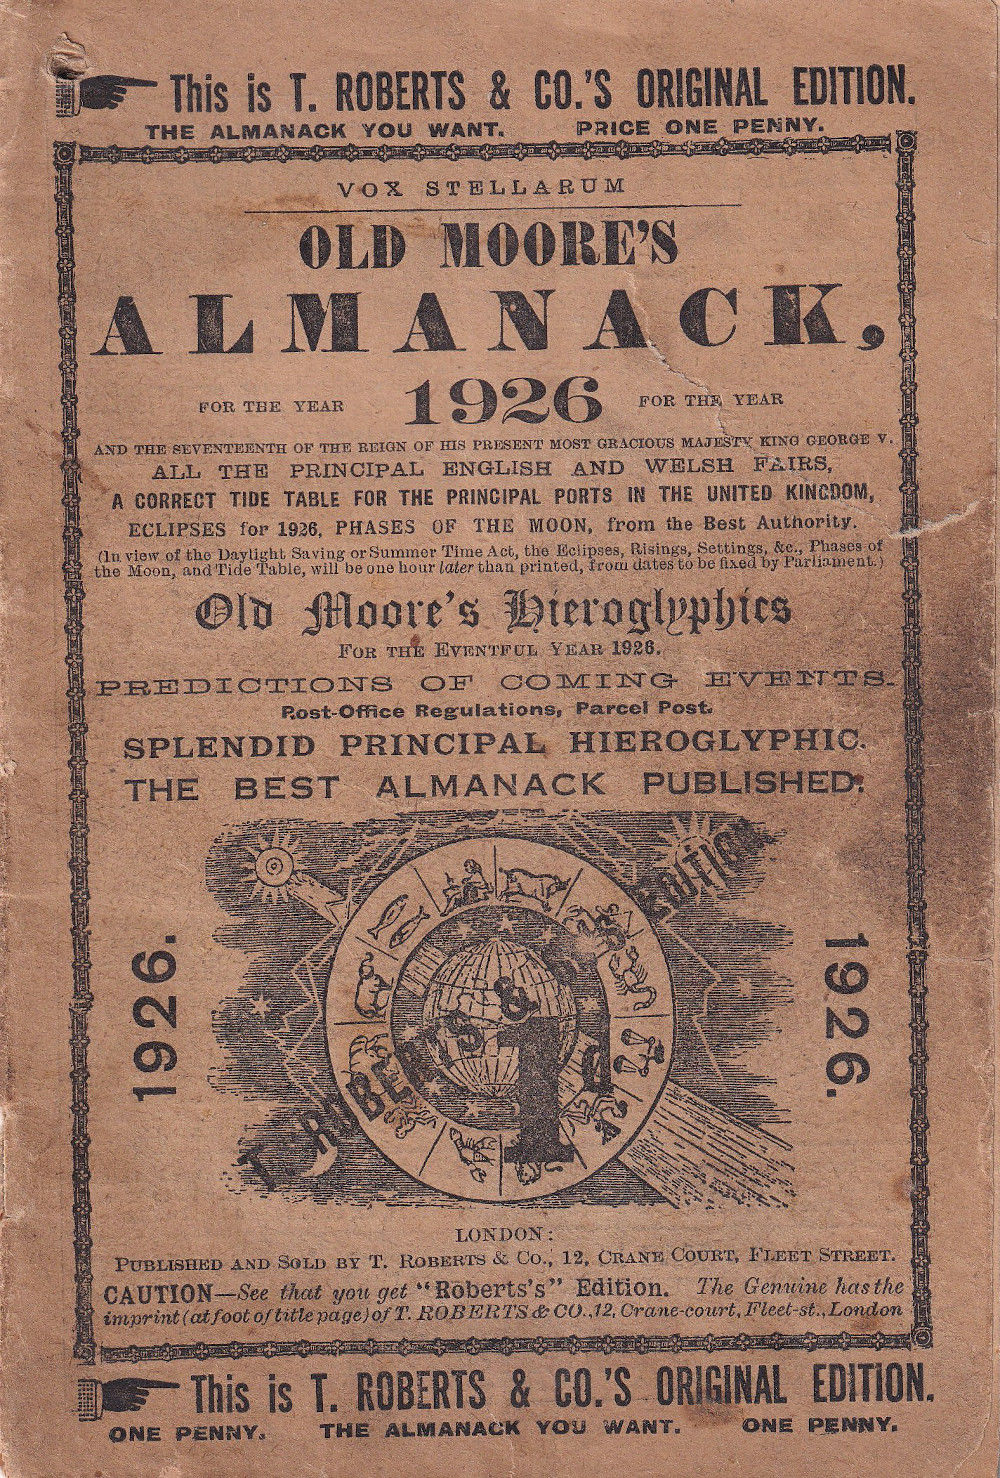 This is T. ROBERTS & CO.'S ORIGINAL EDITION.
THE ALMANACK YOU WANT. PRICE ONE PENNY.
VOX STELLARUM
OLD MOORE'S
ALMANACK,
FOR THE YEAR 1926 FOR THE YEAR
AND THE SEVENTEENTH OF THE REIGN OF HIS PRESENT MOST GRACIOUS MAJESTY KING GEORGE V.
ALL THE PRINCIPAL ENGLISH AND WELSH FAIRS,
A CORRECT TIDE TABLE FOR THE PRINCIPAL PORTS IN THE UNITED KINGDOM,
ECLIPSES for 1926, PHASES OF THE MOON, from the Best Authority.
(In view of the Daylight Saving or Summer Time Act, the Eclipses, Risings, Settings, &c., Phases of
the Moon, and Tide Table, will be one hour later than printed, from dates to be fixed by Parliament.)
Old Moore's Hieroglyphics
FOR THE EVENTFUL YEAR 1926.
PREDICTIONS OF COMING EVENTS.
Post-Office Regulations, Parcel Post.
SPLENDID PRINCIPAL HIEROGLYPHIC.
THE BEST ALMANACK PUBLISHED.
1926.
T. ROBERTS & CO.'S EDITION
1d
1926.
LONDON:
PUBLISHED AND SOLD BY T. ROBERTS & CO., 12, CRANE COURT, FLEET STREET.
CAUTION—See that you get "Roberts's" Edition. The Genuine has the
imprint (at foot of title page) of T. ROBERTS & CO., 12, Crane-court, Fleet-st., London
This is T. ROBERTS & CO.'S ORIGINAL EDITION.
ONE PENNY. THE ALMANACK YOU WANT. ONE PENNY.